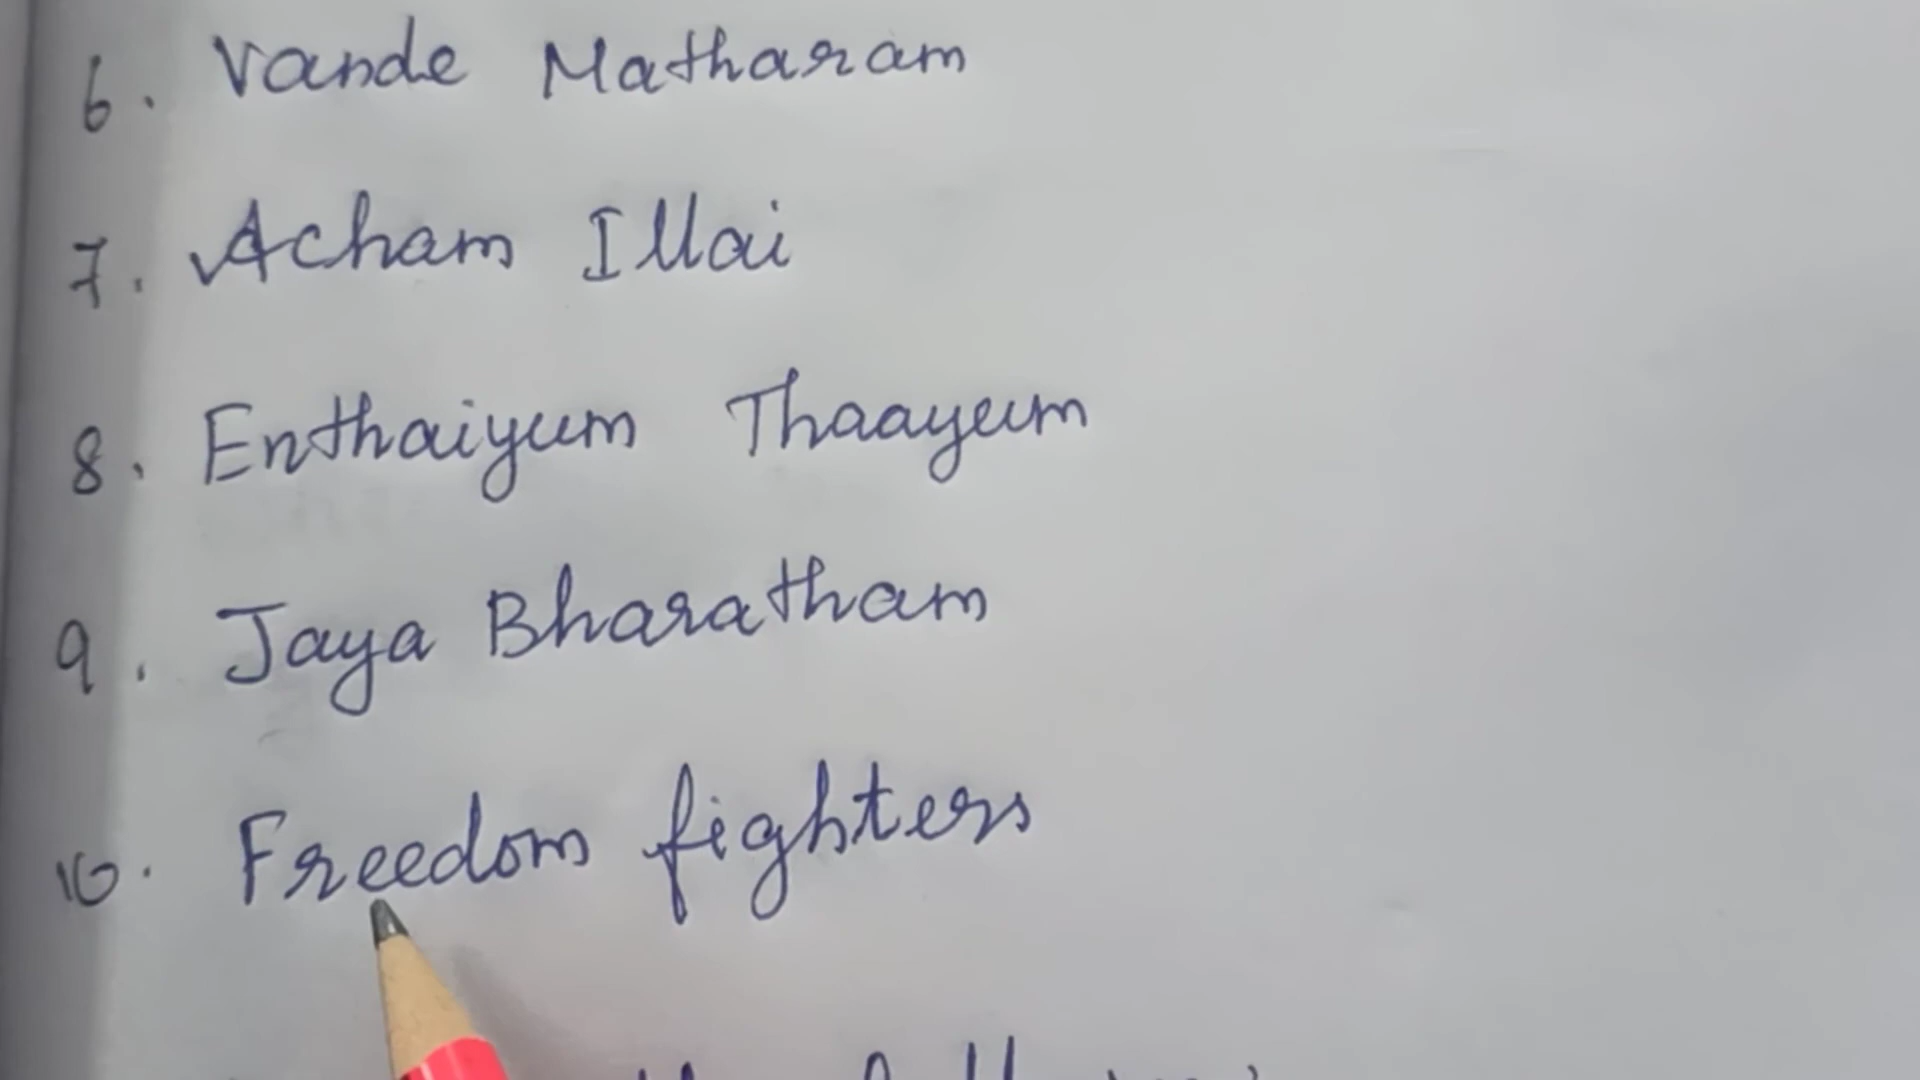 6. Vande Matharam
7. Acham Illai
8. Enthaiyum Thaayum
9. Jaya Bharatham
10. Freedom fighters